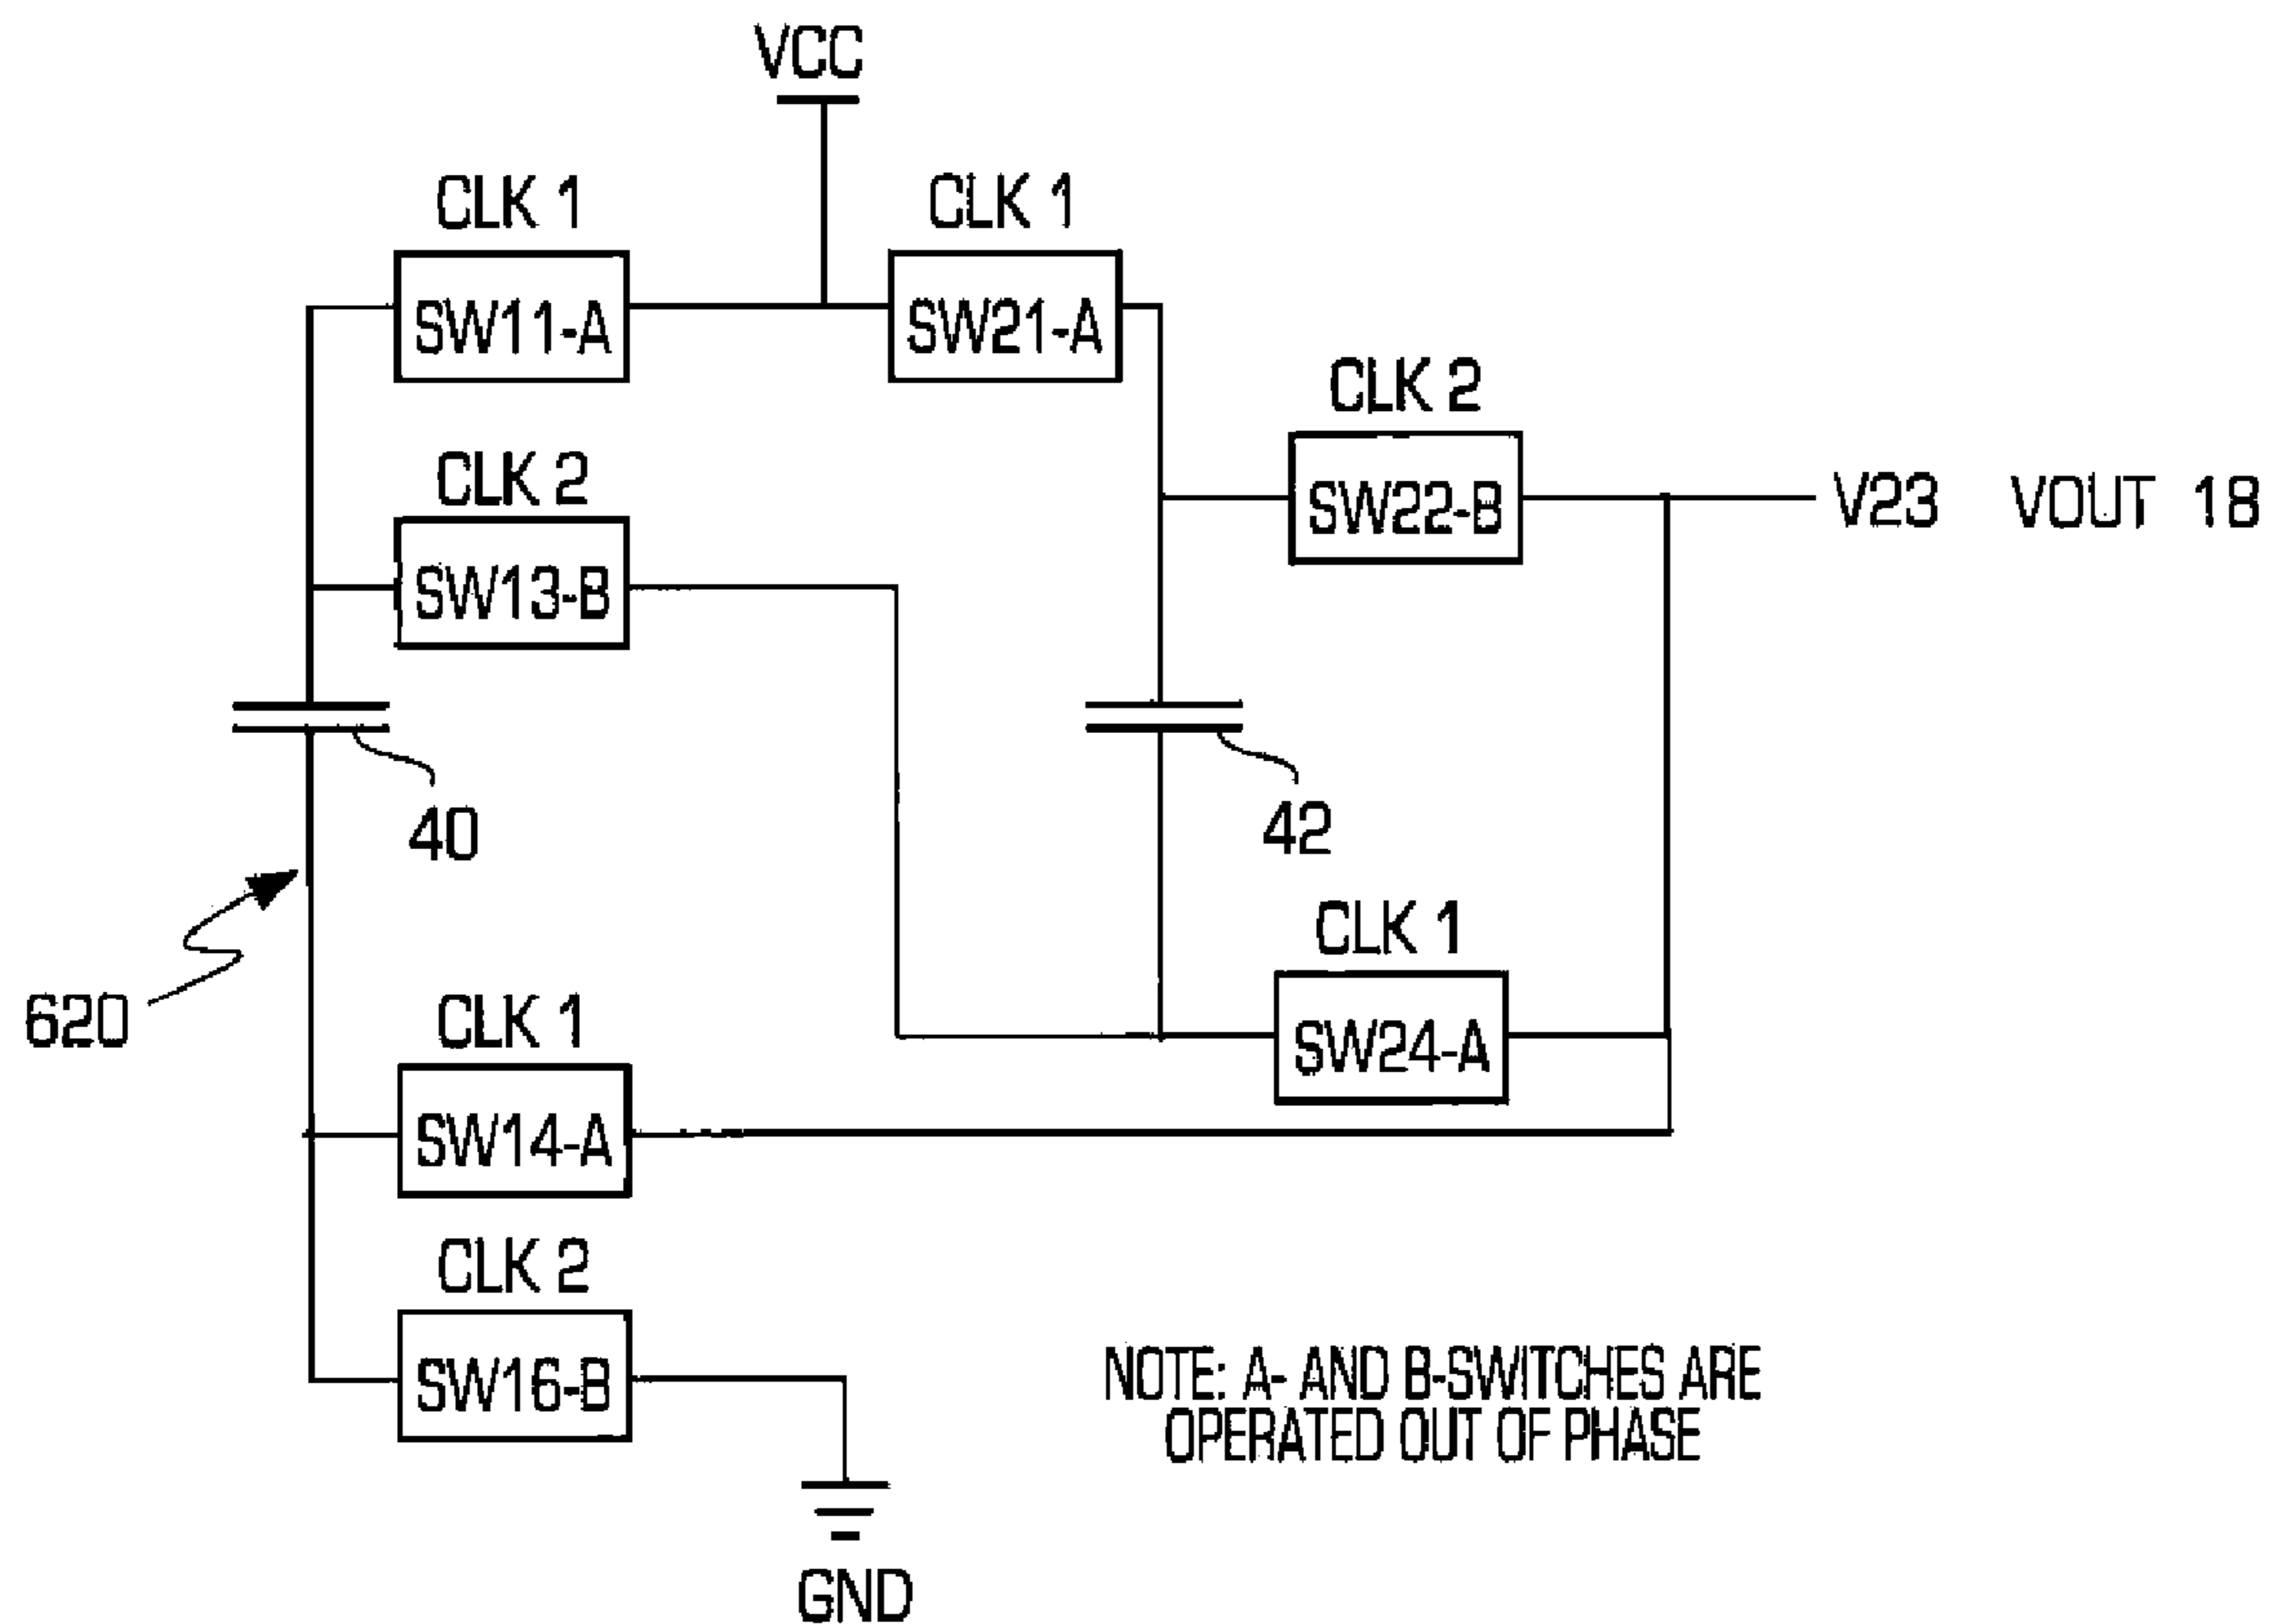 VCC
CLK 1
CLK 1
SW11-A
SW21-A
CLK 2
SW22-B
V23 VOUT 18
CLK 2
SW13-B
40
42
620
CLK 1
SW24-A
CLK 1
SW14-A
CLK 2
SW16-B
GND
NOTE: A- AND B-SWITCHES ARE
OPERATED OUT OF PHASE